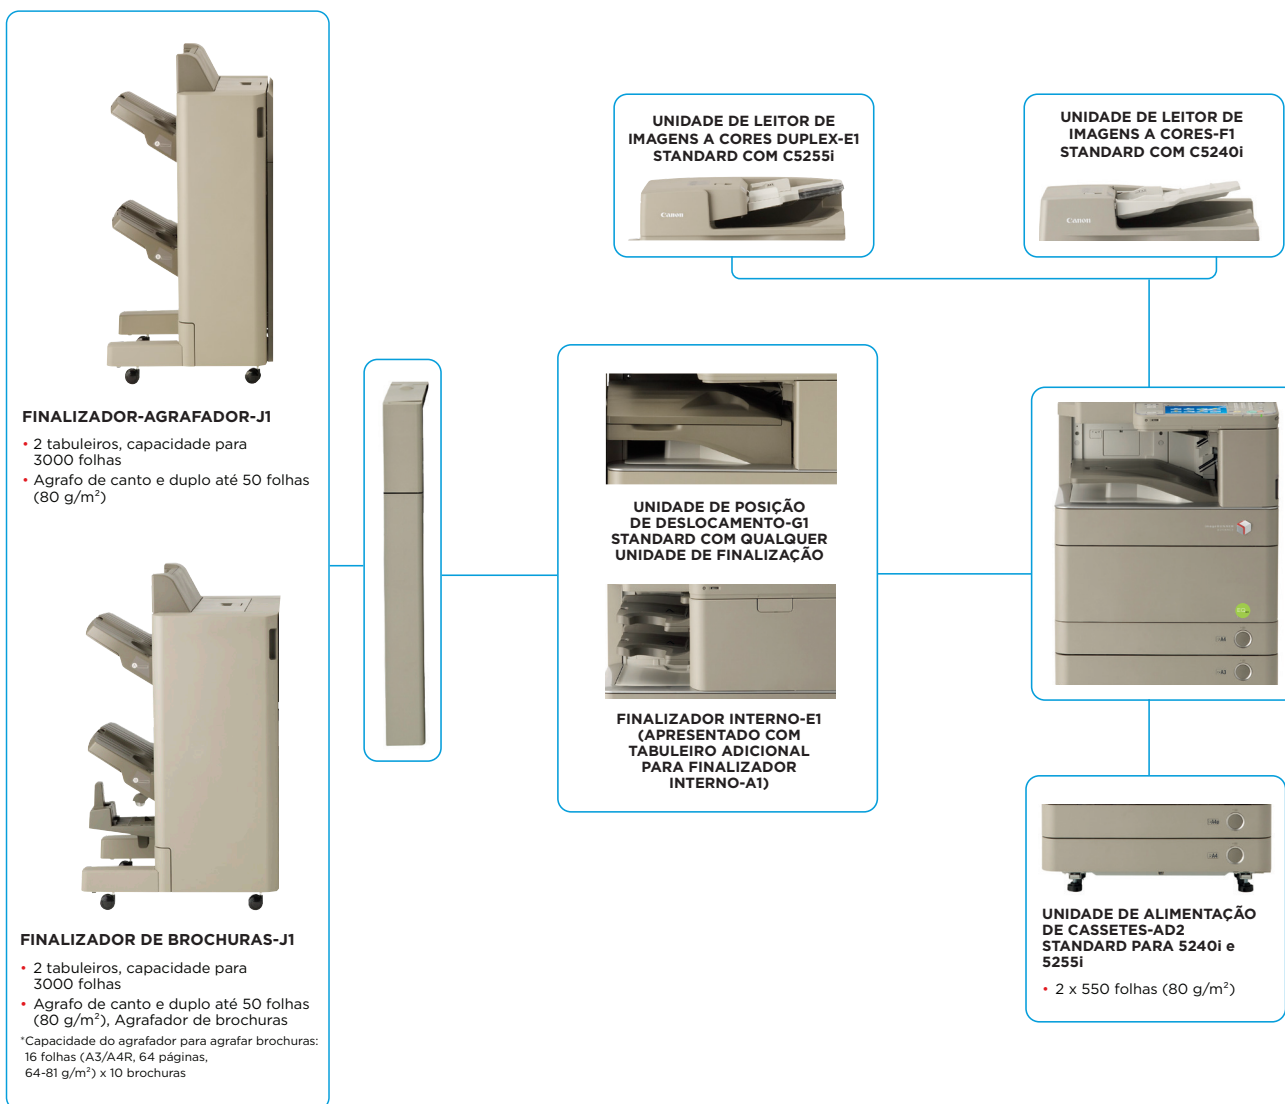 UNIDADE DE LEITOR DE
IMAGENS A CORES DUPLEX-E1
STANDARD COM C5255i
Canon
UNIDADE DE LEITOR DE
IMAGENS A CORES-F1
STANDARD COM C5240i
Canon
FINALIZADOR-AGRAFADOR-J1
• 2 tabuleiros, capacidade para
3000 folhas
• Agrafo de canto e duplo até 50 folhas
(80 g/m²)
FINALIZADOR DE BROCHURAS-J1
• 2 tabuleiros, capacidade para
3000 folhas
• Agrafo de canto e duplo até 50 folhas
(80 g/m²), Agrafador de brochuras
*Capacidade do agrafador para agrafar brochuras:
16 folhas (A3/A4R, 64 páginas,
64-81 g/m²) x 10 brochuras
UNIDADE DE POSIÇÃO
DE DESLOCAMENTO-G1
STANDARD COM QUALQUER
UNIDADE DE FINALIZAÇÃO
FINALIZADOR INTERNO-E1
(APRESENTADO COM
TABULEIRO ADICIONAL
PARA FINALIZADOR
INTERNO-A1)
UNIDADE DE ALIMENTAÇÃO
DE CASSETES-AD2
STANDARD PARA 5240i e
5255i
• 2 x 550 folhas (80 g/m²)